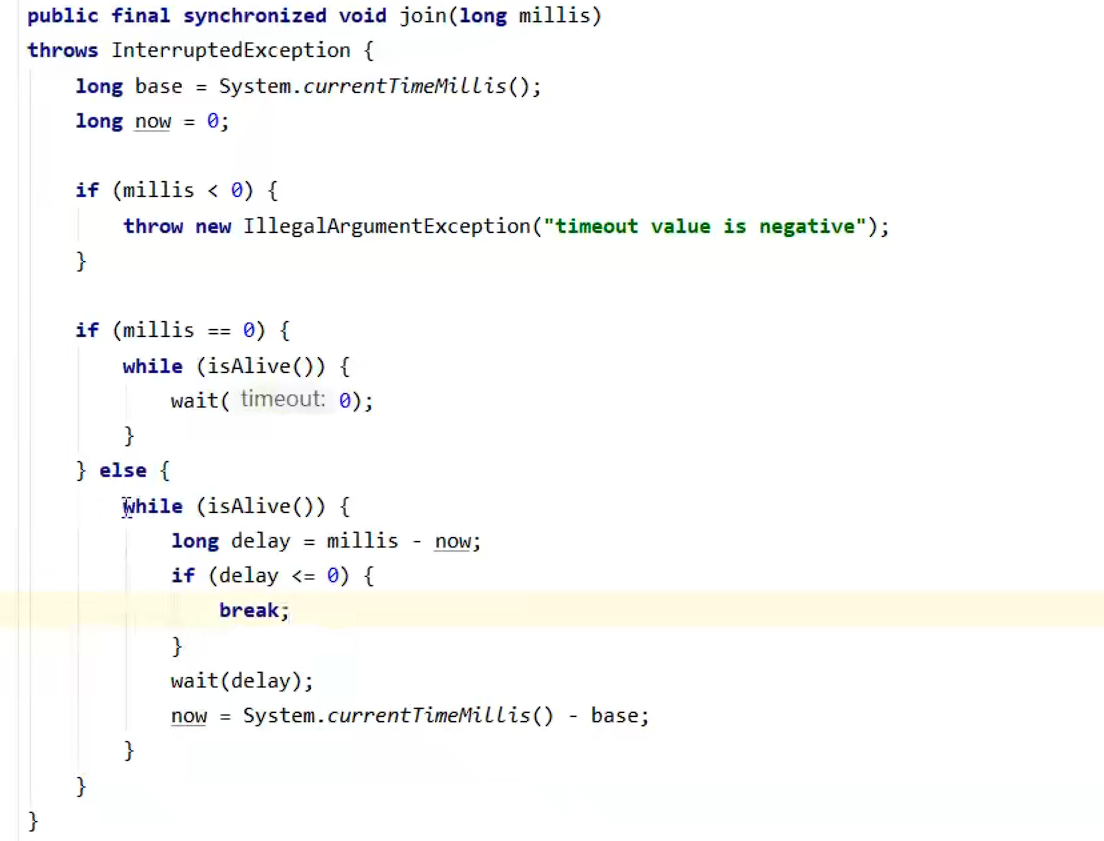 public final synchronized void join(long millis)
throws InterruptedException {
long base = System.currentTimeMillis();
long now = 0;
if (millis < 0) {
throw new IllegalArgumentException("timeout value is negative");
}
if (millis == 0) {
while (isAlive()) {
wait( timeout: 0);
}
} else {
while (isAlive()) {
long delay = millis - now;
if (delay <= 0) {
break;
}
wait(delay);
now = System.currentTimeMillis() - base;
}
}
}